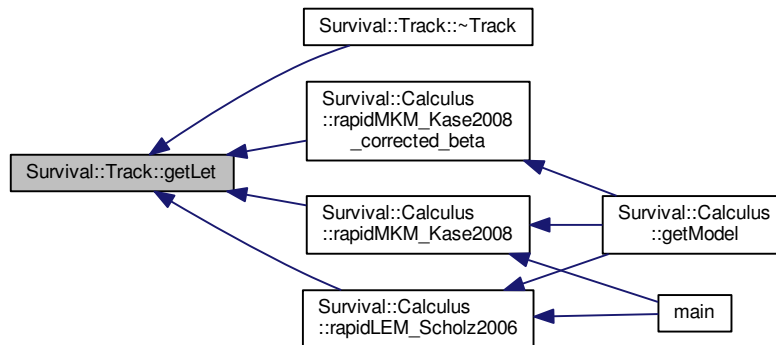 Survival::Track::getLet
Survival::Track::~Track
Survival::Calculus
::rapidMKM_Kase2008
_corrected_beta
Survival::Calculus
::rapidMKM_Kase2008
Survival::Calculus
::rapidLEM_Scholz2006
Survival::Calculus
::getModel
main